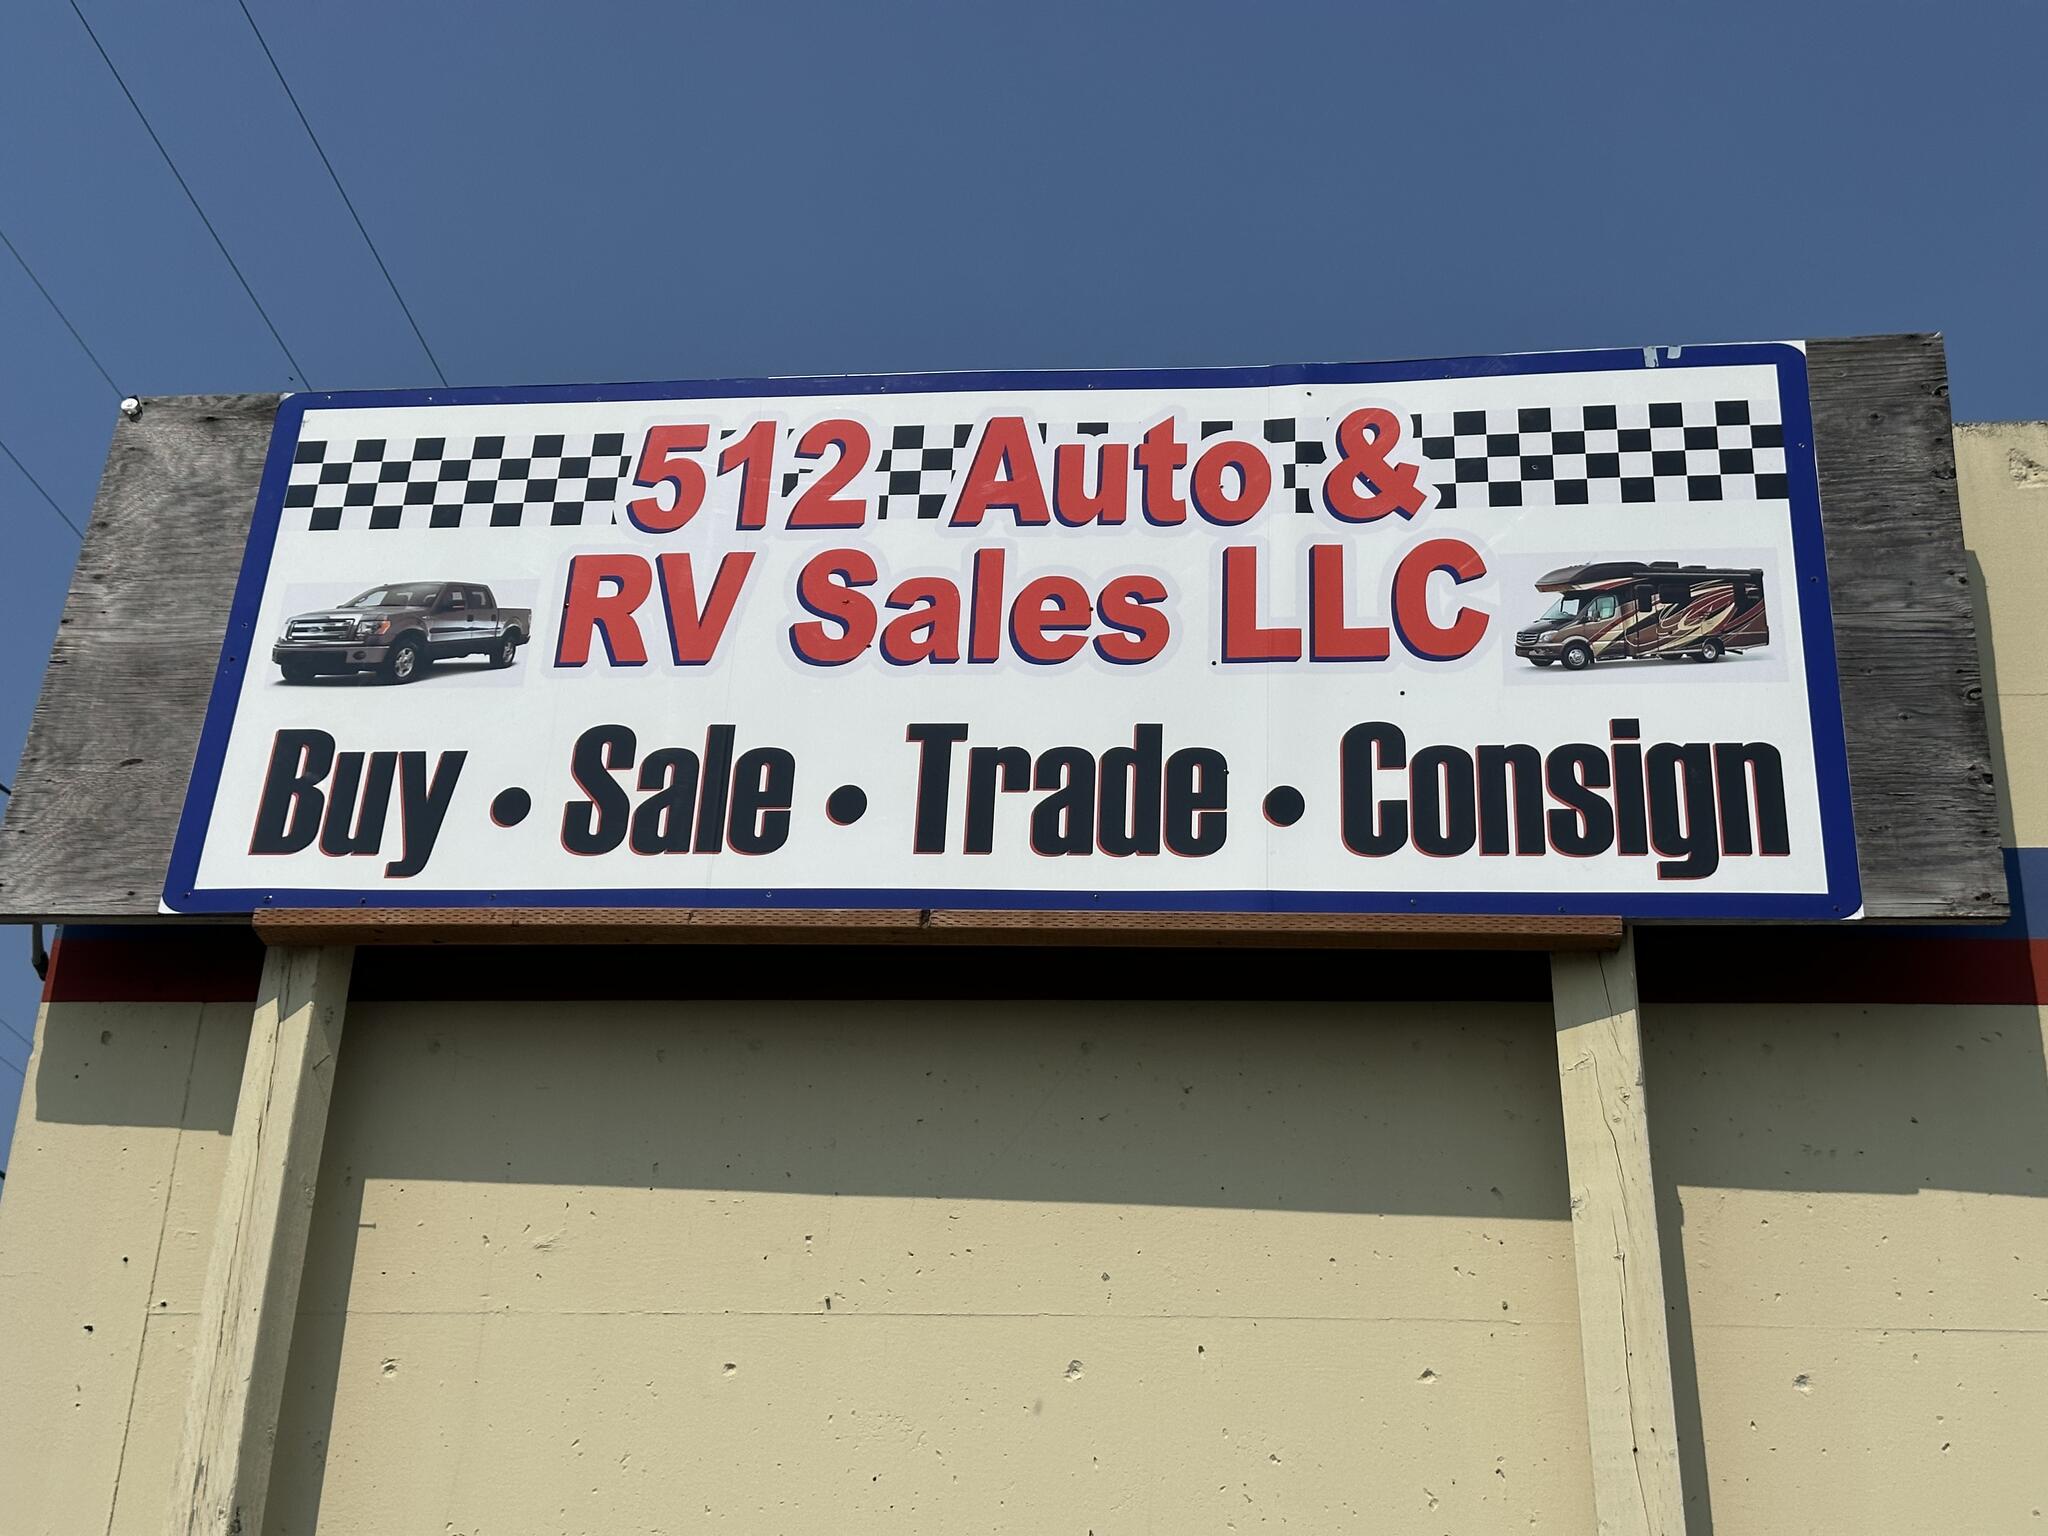 512 Auto &
RV Sales LLC
Buy • Sale • Trade • Consign